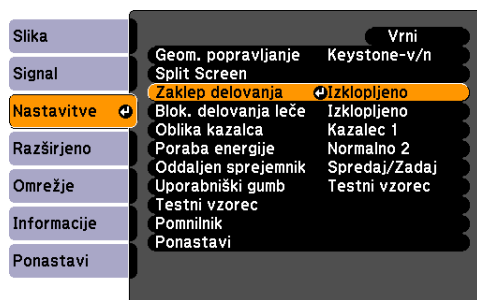 Slika
Signal
Nastavitve
Razširjeno
Omrežje
Informacije
Ponastavi
Vrni
Geom. popravljanje Keystone-v/n
Split Screen
Zaklep delovanja Izklopljeno
Blok. delovanja leče Izklopljeno
Oblika kazalca Kazalec 1
Poraba energije Normalno 2
Oddaljen sprejemnik Spredaj/Zadaj
Uporabniški gumb Testni vzorec
Testni vzorec
Pomnilnik
Ponastavi